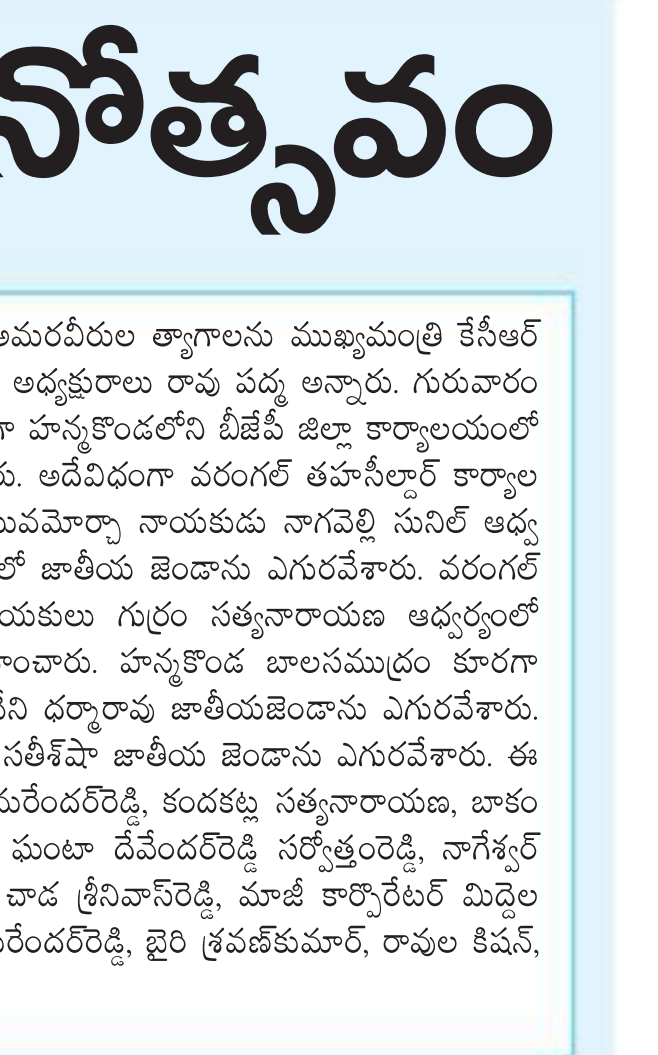 నోత్సవం
అమరవీరుల త్యాగాలను ముఖ్యమంత్రి కేసీఆర్
అధ్యక్షురాలు రావు పద్మ అన్నారు. గురువారం
గా హన్మకొండలోని బీజేపీ జిల్లా కార్యాలయంలో
రు. అదేవిధంగా వరంగల్ తహసీల్దార్ కార్యాల
యువమోర్చా నాయకుడు నాగవెల్లి సునిల్ ఆధ్వ
లో జాతీయ జెండాను ఎగురవేశారు. వరంగల్
యకులు గుర్రం సత్యనారాయణ ఆధ్వర్యంలో
హన్మకొండ బాలసముద్రం కూరగా
ధర్మారావు జాతీయజెండాను ఎగురవేశారు.
సతీశ్‌షా జాతీయ జెండాను ఎగురవేశారు. ఈ
కందకట్ల సత్యనారాయణ, బాకం
ఘంటా దేవేందర్‌రెడ్డి సర్వోత్తంరెడ్డి, నాగేశ్వర్
చాడ శ్రీనివాస్‌రెడ్డి, మాజీ కార్పొరేటర్ మిద్దెల
రేందర్‌రెడ్డి, బైరి శ్రవణ్‌కుమార్, రావుల కిషన్,